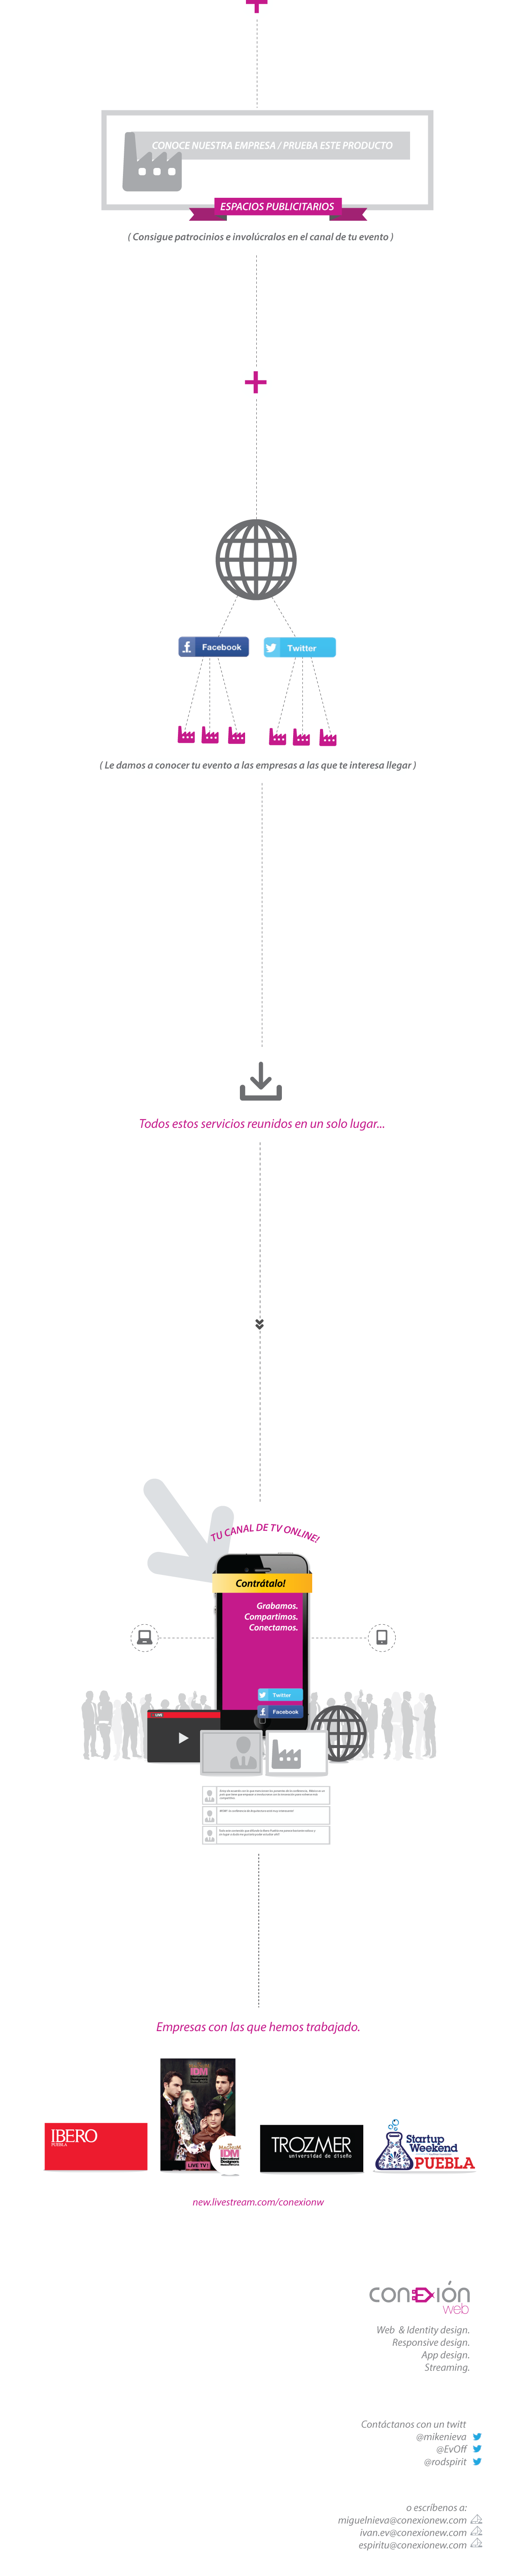 CONOCE NUESTRA EMPRESA / PRUEBA ESTE PRODUCTO
ESPACIOS PUBLICITARIOS
( Consigue patrocinios e involúcralos en el canal de tu evento )
Facebook
Twitter
( Le damos a conocer tu evento a las empresas a las que te interesa llegar )
Todos estos servicios reunidos en un solo lugar...
TU CANAL DE TV ONLINE!
Contrátalo!
Grabamos.
Compartimos.
Conectamos.
Twitter
Facebook
LIVE
Empresas con las que hemos trabajado.
IBERO
PUEBLA
IDM
IDM
LIVE TV!
TROZMER
universidad de diseño
Startup
Weekend
PUEBLA
new.livestream.com/conexionw
conexión
web
Web & Identity design.
Responsive design.
App design.
Streaming.
Contáctanos con un twitt
@mikenieva
@EvOff
@rodspirit
o escríbenos a:
miguelnieva@conexionew.com
ivan.ev@conexionew.com
espiritu@conexionew.com